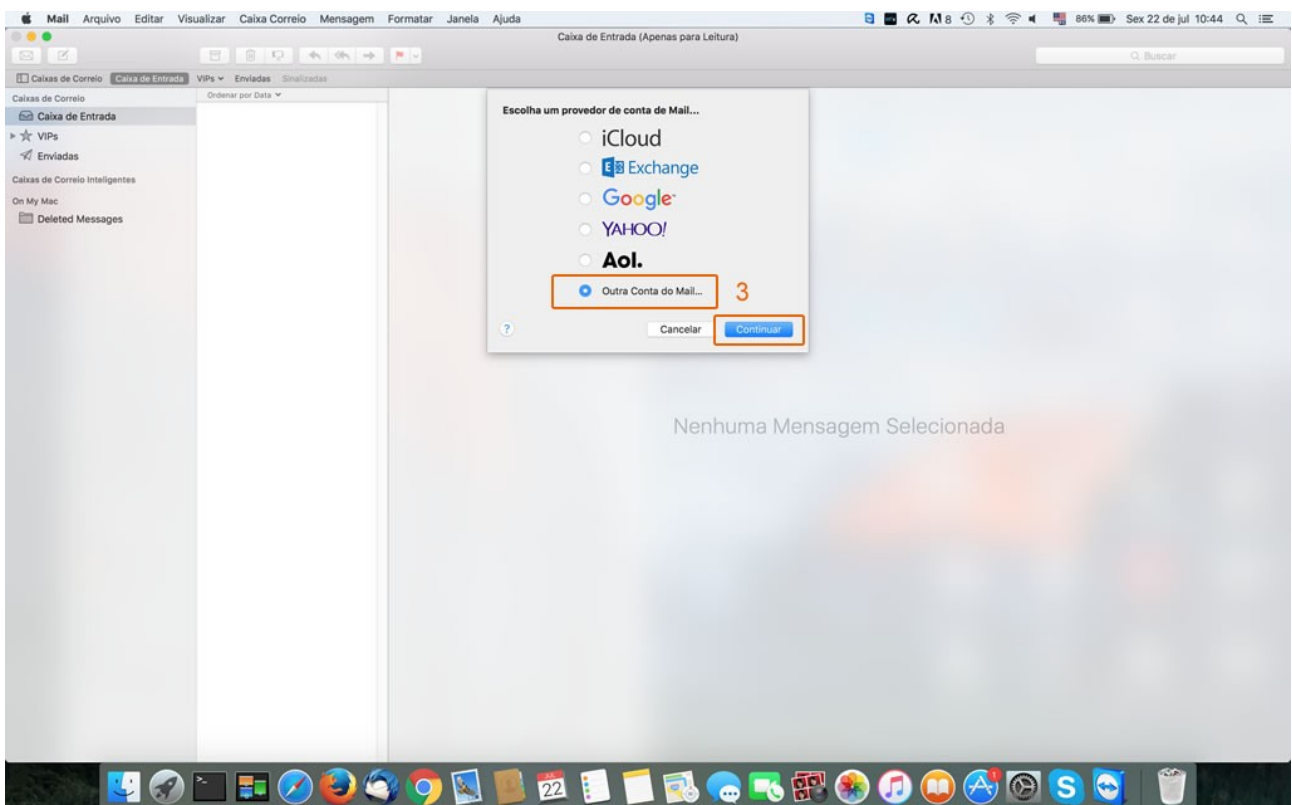 Mail Arquivo Editar Visualizar Caixa Correio Mensagem Formatar Janela Ajuda 8 86% Sex 22 de jul 10:44
Caixa de Entrada (Apenas para Leitura)
Buscar
Caixas de Correio Caixa de Entrada VIPs Enviadas Sinalizadas
Caixas de Correio
Ordenar por Data
Caixa de Entrada
VIPs
Enviadas
Caixas de Correio Inteligentes
On My Mac
Deleted Messages
Escolha um provedor de conta de Mail...
iCloud
Exchange
Google
YAHOO!
Aol.
Outra Conta do Mail... 3
? Cancelar Continuar
Nenhuma Mensagem Selecionada
22